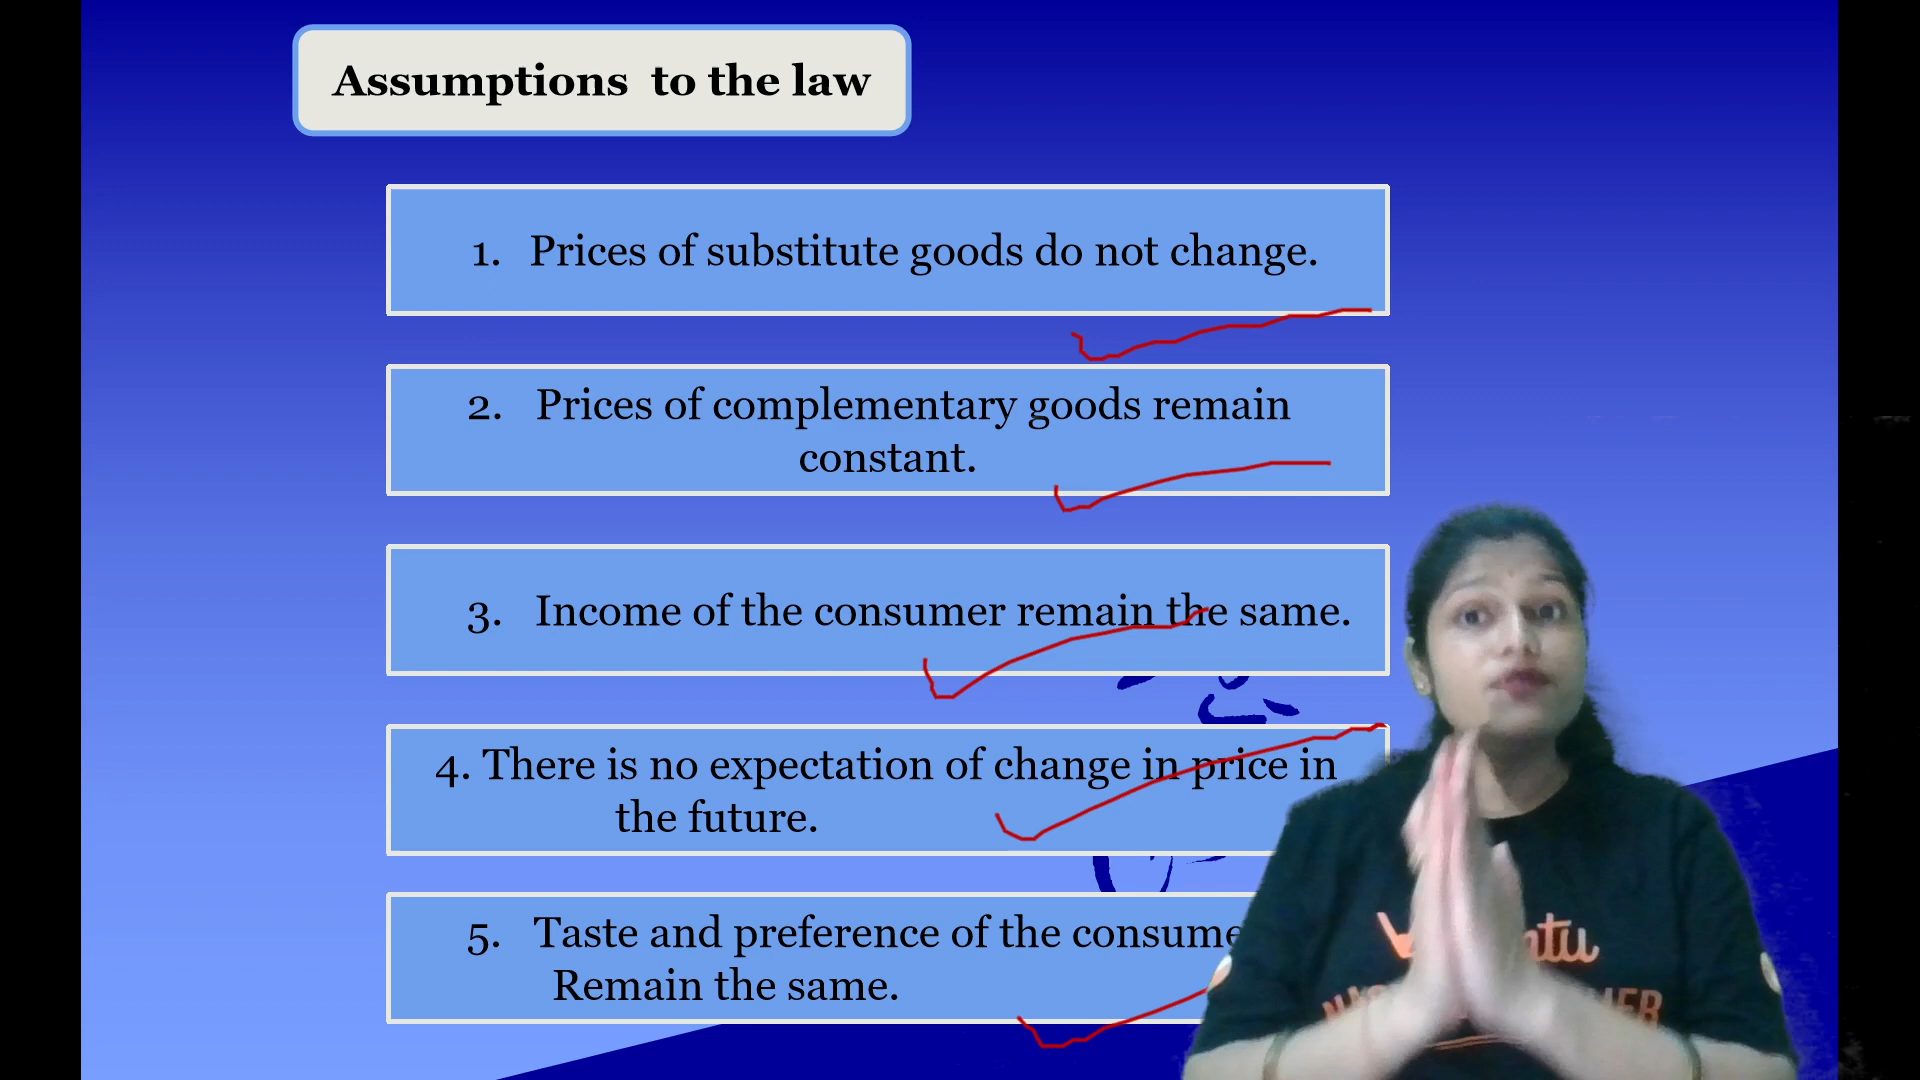 Assumptions to the law
1. Prices of substitute goods do not change.
2. Prices of complementary goods remain
constant.
3. Income of the consumer remain the same.
4. There is no expectation of change in price in
the future.
5. Taste and preference of the
Remain the same.